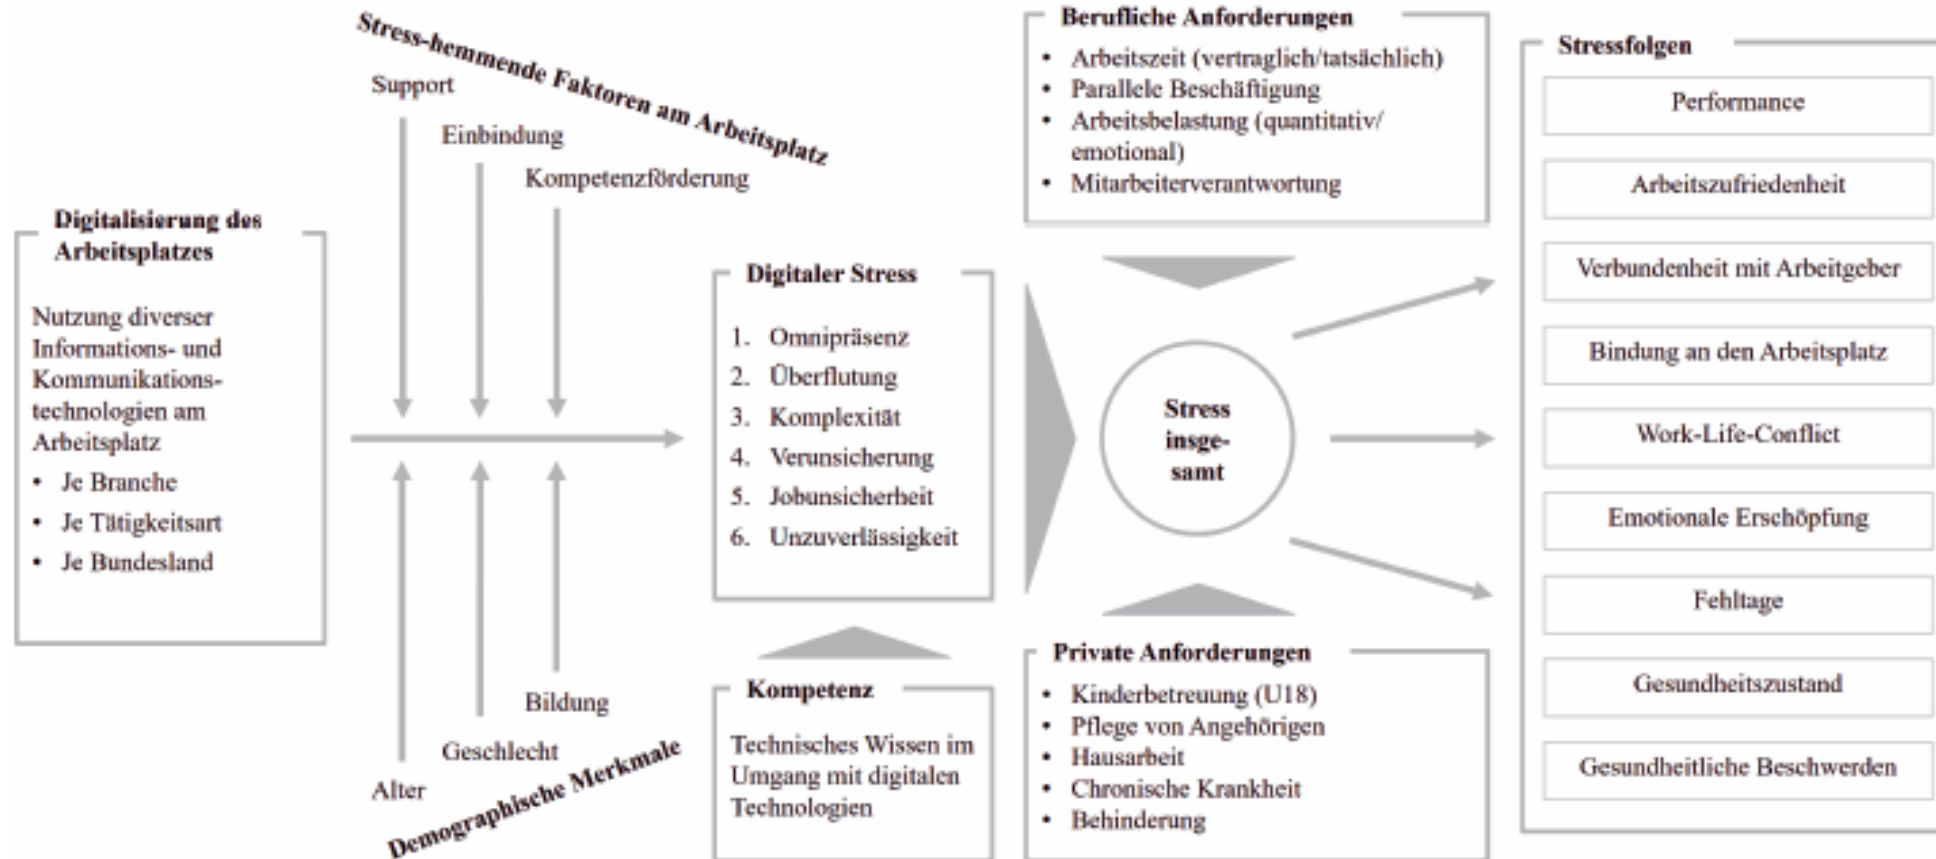 Stress-hemmende Faktoren am Arbeitsplatz
Support
Einbindung
Kompetenzförderung
Digitalisierung des
Arbeitsplatzes
Nutzung diverser
Informations- und
Kommunikations-
technologien am
Arbeitsplatz
• Je Branche
• Je Tätigkeitsart
• Je Bundesland
Bildung
Geschlecht
Alter
Demographische Merkmale
Digitaler Stress
1. Omnipräsenz
2. Überflutung
3. Komplexität
4. Verunsicherung
5. Jobunsicherheit
6. Unzuverlässigkeit
Kompetenz
Technisches Wissen im
Umgang mit digitalen
Technologien
Berufliche Anforderungen
• Arbeitszeit (vertraglich/tatsächlich)
• Parallele Beschäftigung
• Arbeitsbelastung (quantitativ/
emotional)
• Mitarbeiterverantwortung
Stress
insge-
samt
Private Anforderungen
• Kinderbetreuung (U18)
• Pflege von Angehörigen
• Hausarbeit
• Chronische Krankheit
• Behinderung
Stressfolgen
Performance
Arbeitszufriedenheit
Verbundenheit mit Arbeitgeber
Bindung an den Arbeitsplatz
Work-Life-Conflict
Emotionale Erschöpfung
Fehltage
Gesundheitszustand
Gesundheitliche Beschwerden